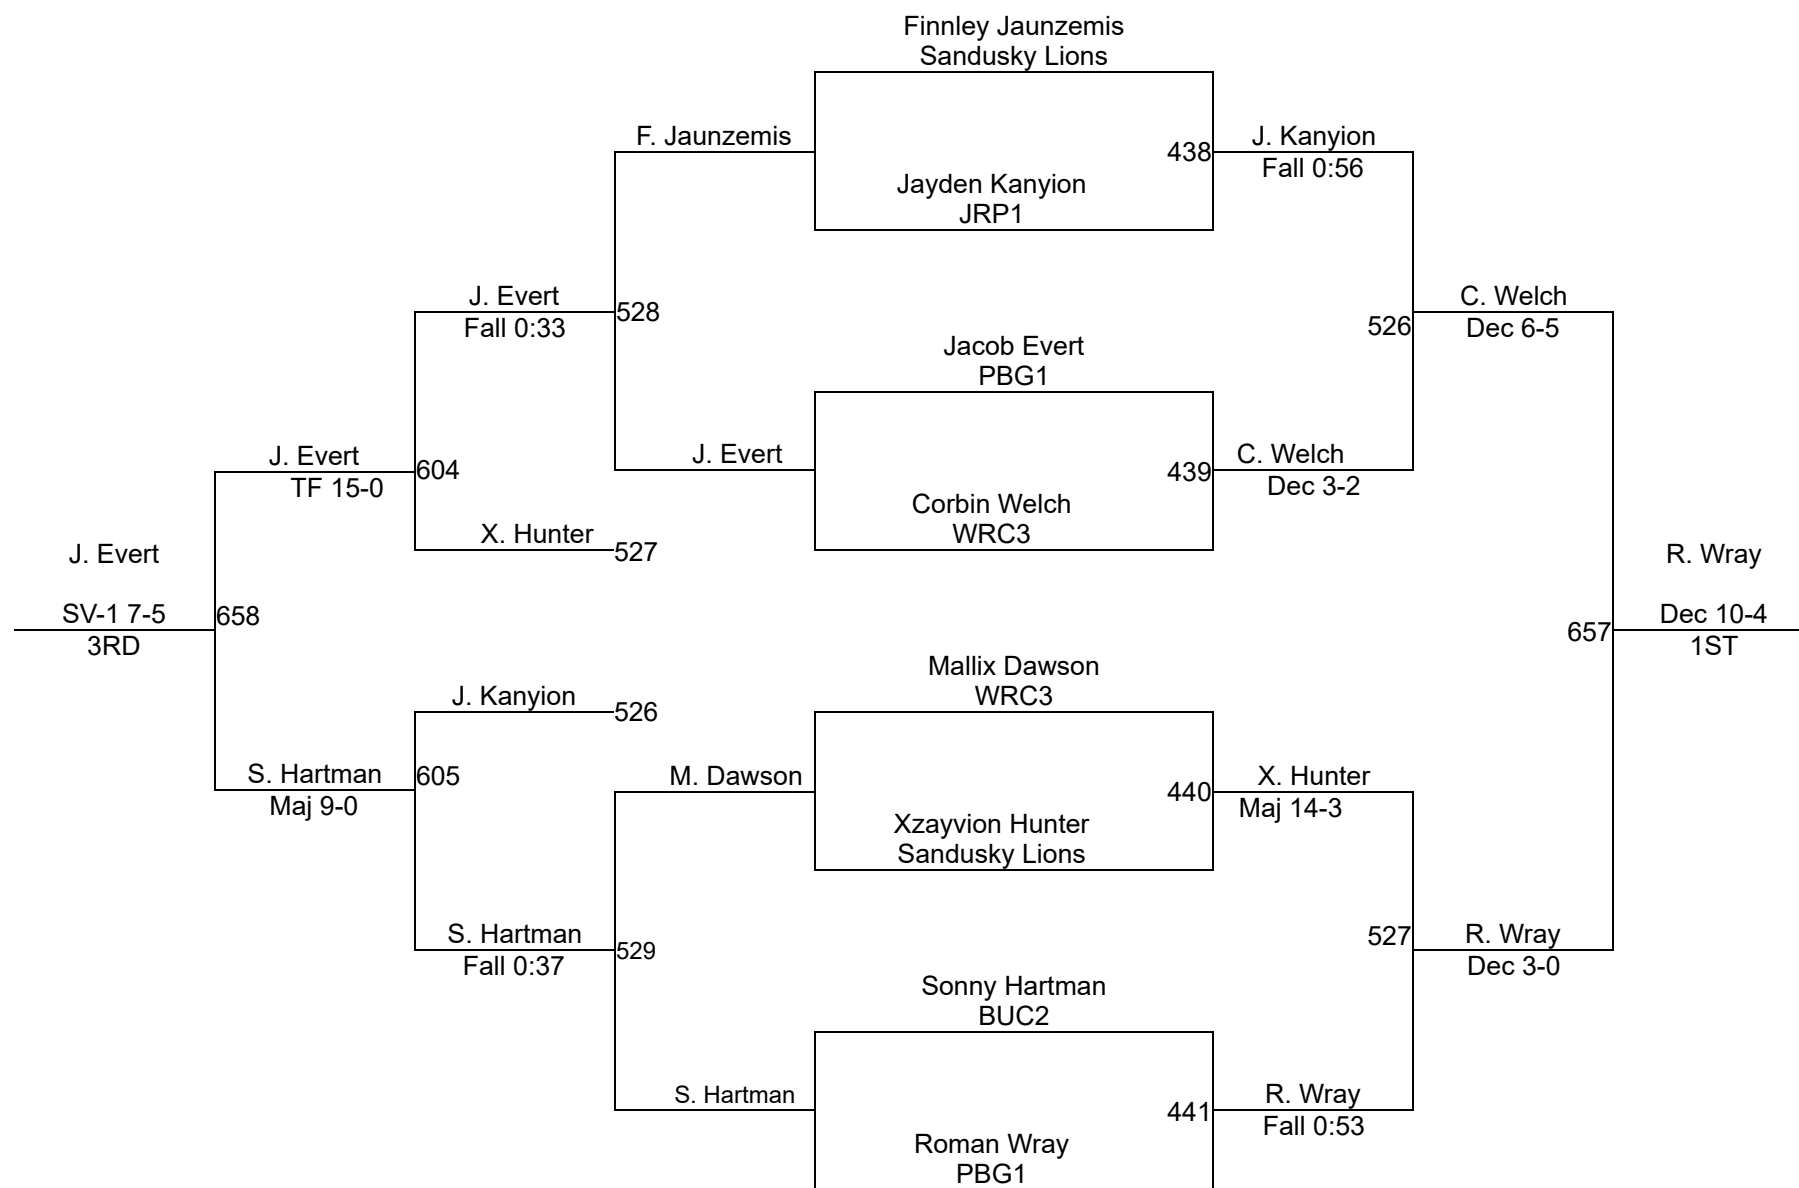 Finnley Jaunzemis
Sandusky Lions
F. Jaunzemis
438
J. Kanyion
Fall 0:56
Jayden Kanyion
JRP1
J. Evert
Fall 0:33
528
C. Welch
Dec 6-5
526
Jacob Evert
PBG1
J. Evert
TF 15-0
604
J. Evert
439
C. Welch
Dec 3-2
Corbin Welch
WRC3
X. Hunter
527
J. Evert
SV-1 7-5
3RD
658
R. Wray
Dec 10-4
1ST
657
Mallix Dawson
WRC3
J. Kanyion
526
S. Hartman
Maj 9-0
605
M. Dawson
440
X. Hunter
Maj 14-3
Xzayvion Hunter
Sandusky Lions
S. Hartman
Fall 0:37
529
527
R. Wray
Dec 3-0
Sonny Hartman
BUC2
S. Hartman
441
R. Wray
Fall 0:53
Roman Wray
PBG1